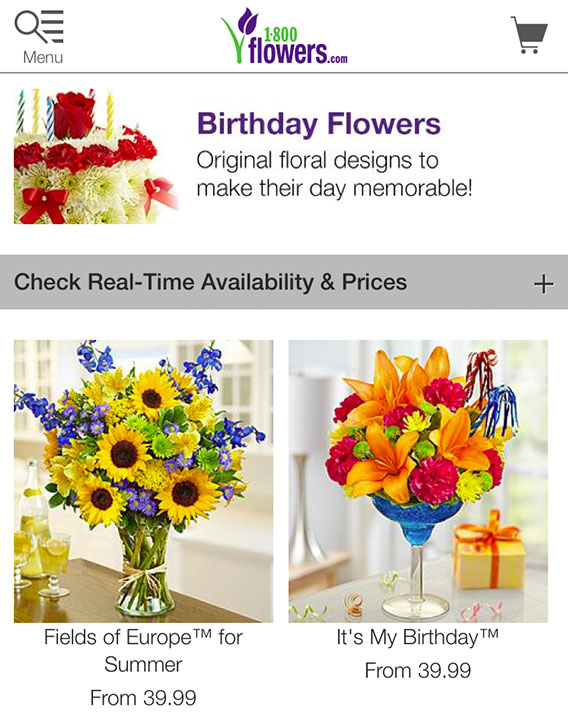 Menu
1·800
flowers.com
Birthday Flowers
Original floral designs to
make their day memorable!
Check Real-Time Availability & Prices
+
Fields of Europe™ for
Summer
From 39.99
It's My Birthday™
From 39.99